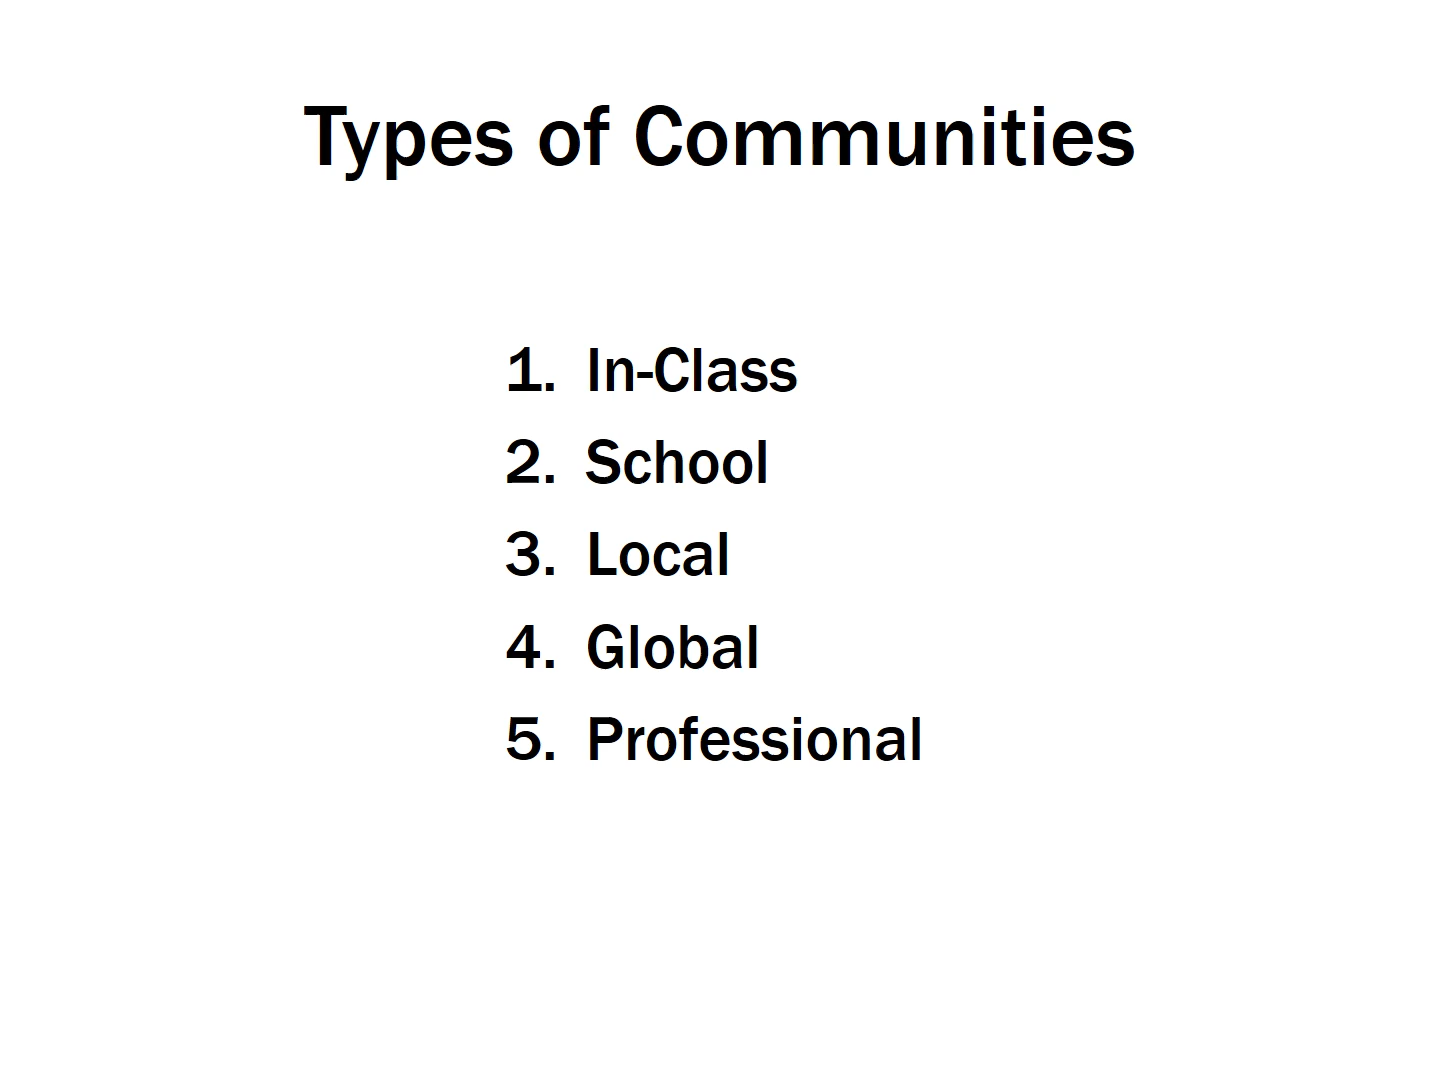 Types of Communities
1. In-Class
2. School
3. Local
4. Global
5. Professional